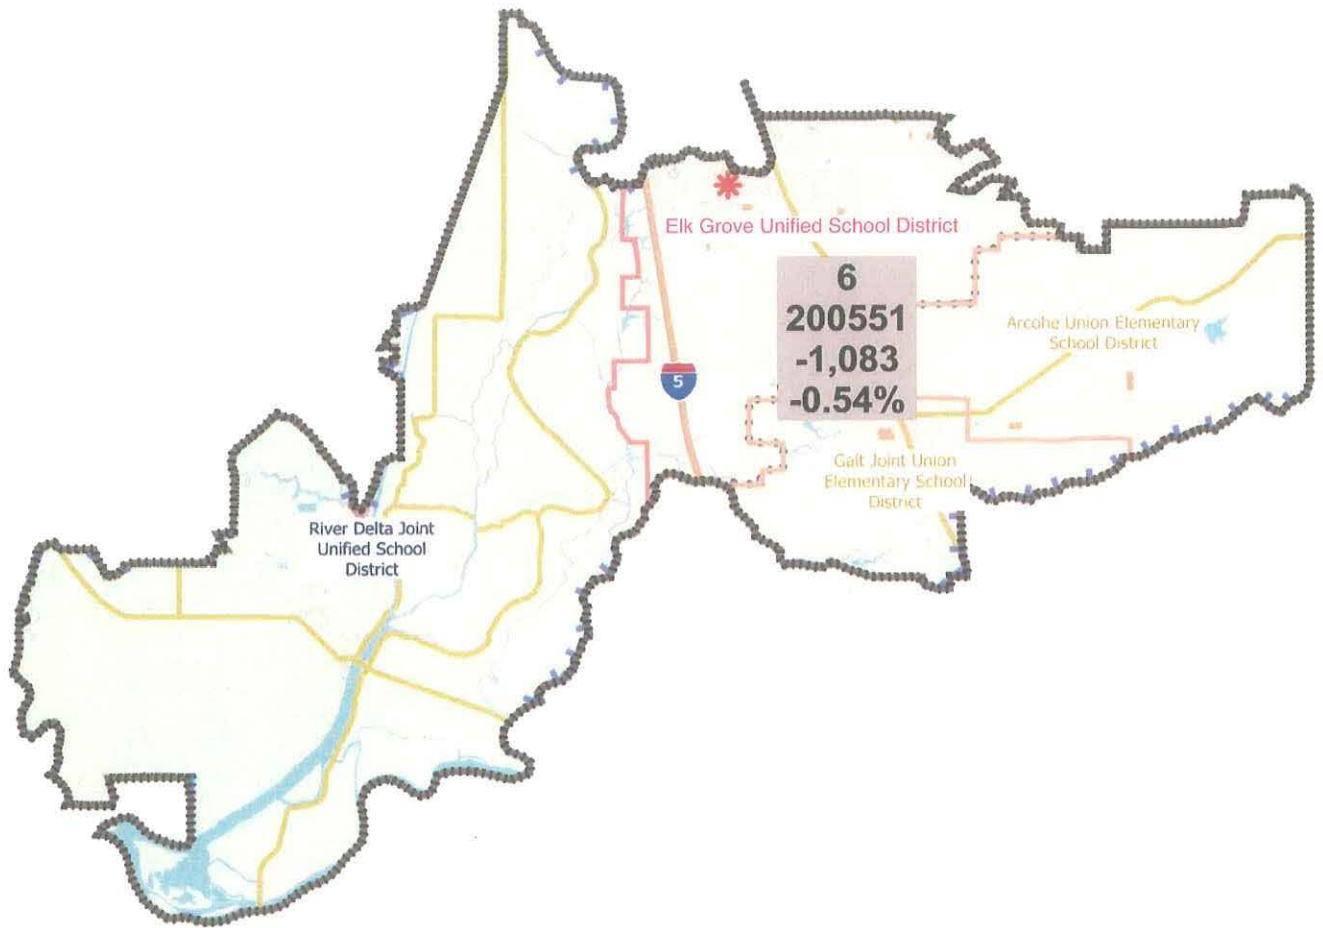 Elk Grove Unified School District
6
200551
-1,083
-0.54%
Arcohe Union Elementary
School District
5
Galt Joint Union
Elementary School
District
River Delta Joint
Unified School
District